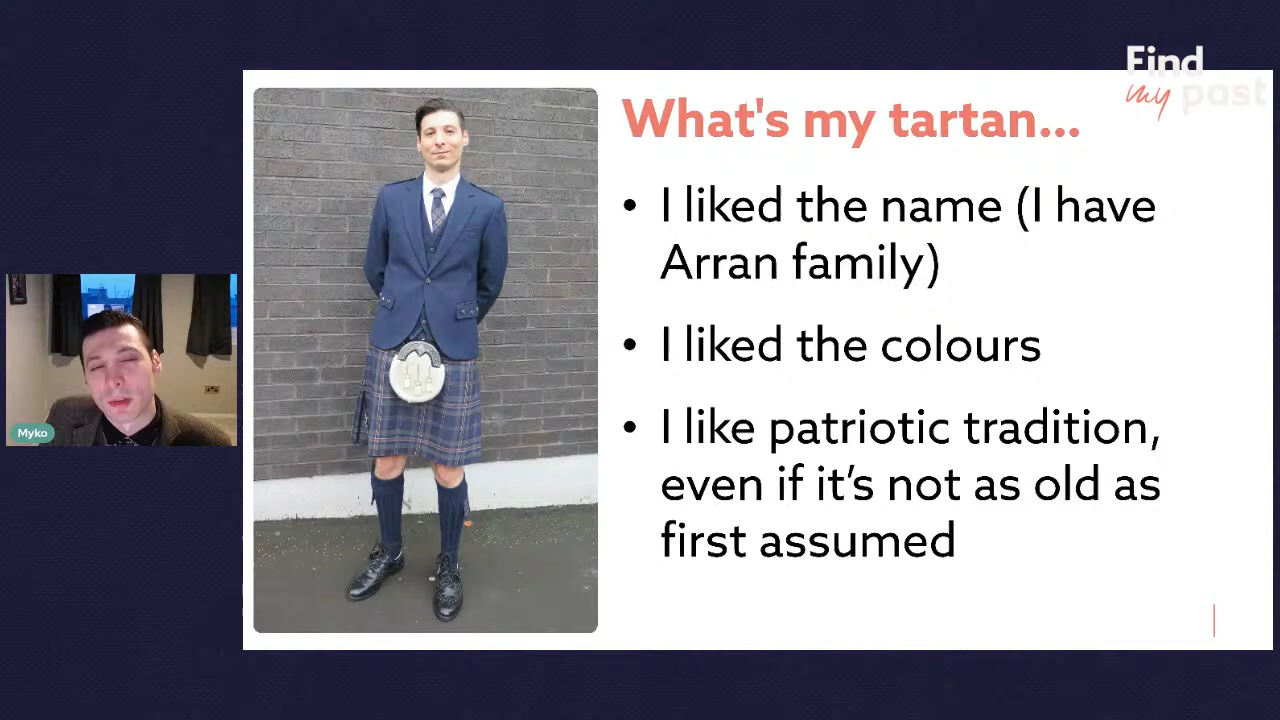 Find
my past
What's my tartan...
• I liked the name (I have
Arran family)
• I liked the colours
• I like patriotic tradition,
even if it’s not as old as
first assumed
Myko